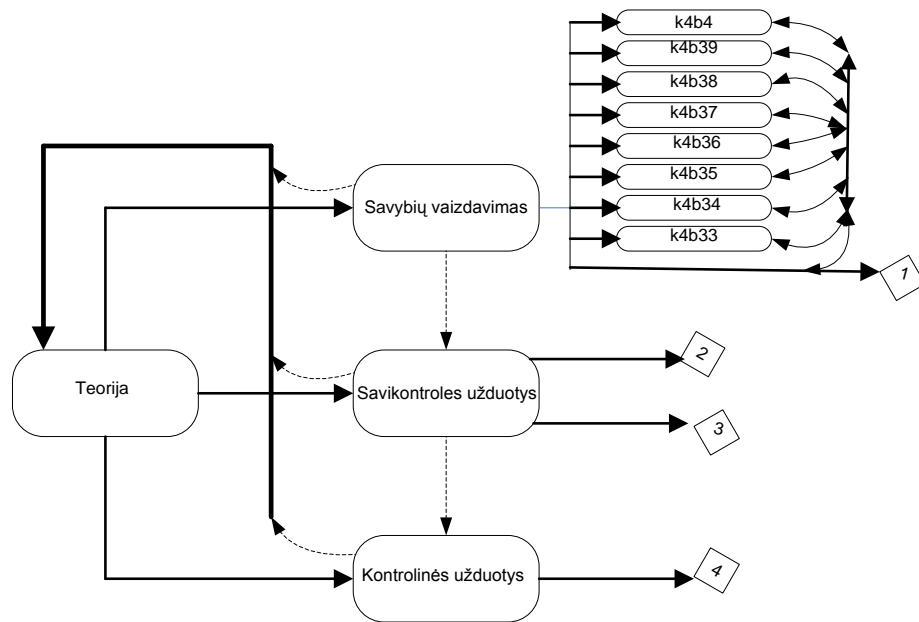 k4b4
k4b39
k4b38
k4b37
k4b36
k4b35
k4b34
k4b33
Savybių vaizdavimas
1
Teorija
Savikontroles užduotys
2
3
Kontrolinės užduotys
4